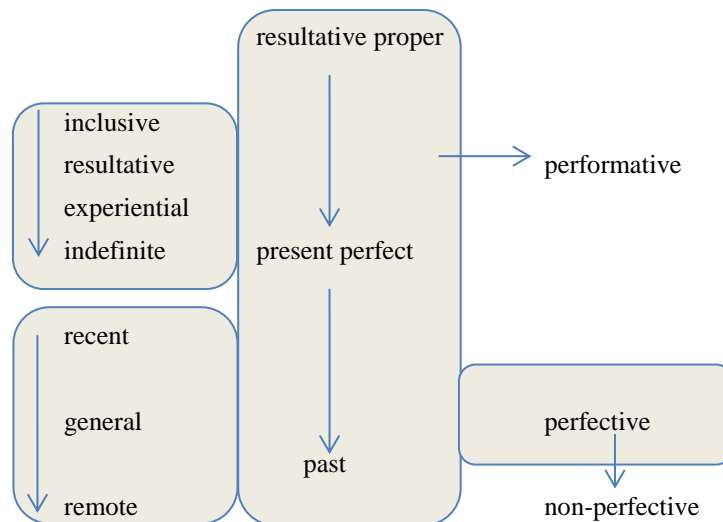 resultative proper
inclusive
resultative
experiential
indefinite
performative
present perfect
recent
general
remote
past
perfective
non-perfective